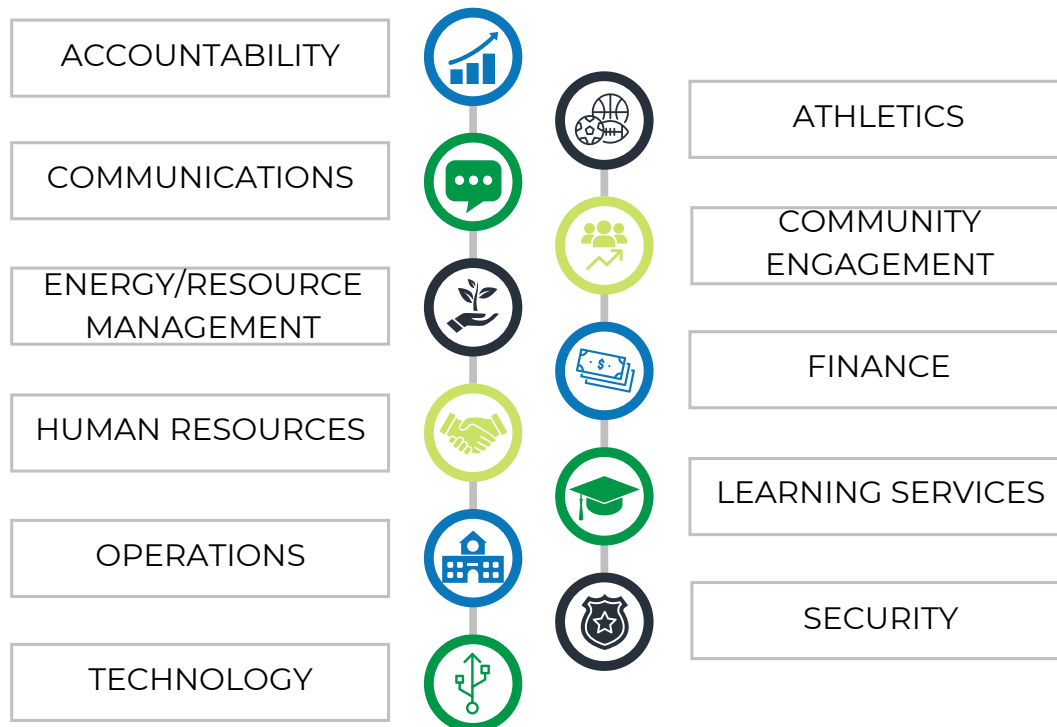 ACCOUNTABILITY
ATHLETICS
COMMUNICATIONS
COMMUNITY
ENGAGEMENT
ENERGY/RESOURCE
MANAGEMENT
FINANCE
HUMAN RESOURCES
LEARNING SERVICES
OPERATIONS
SECURITY
TECHNOLOGY